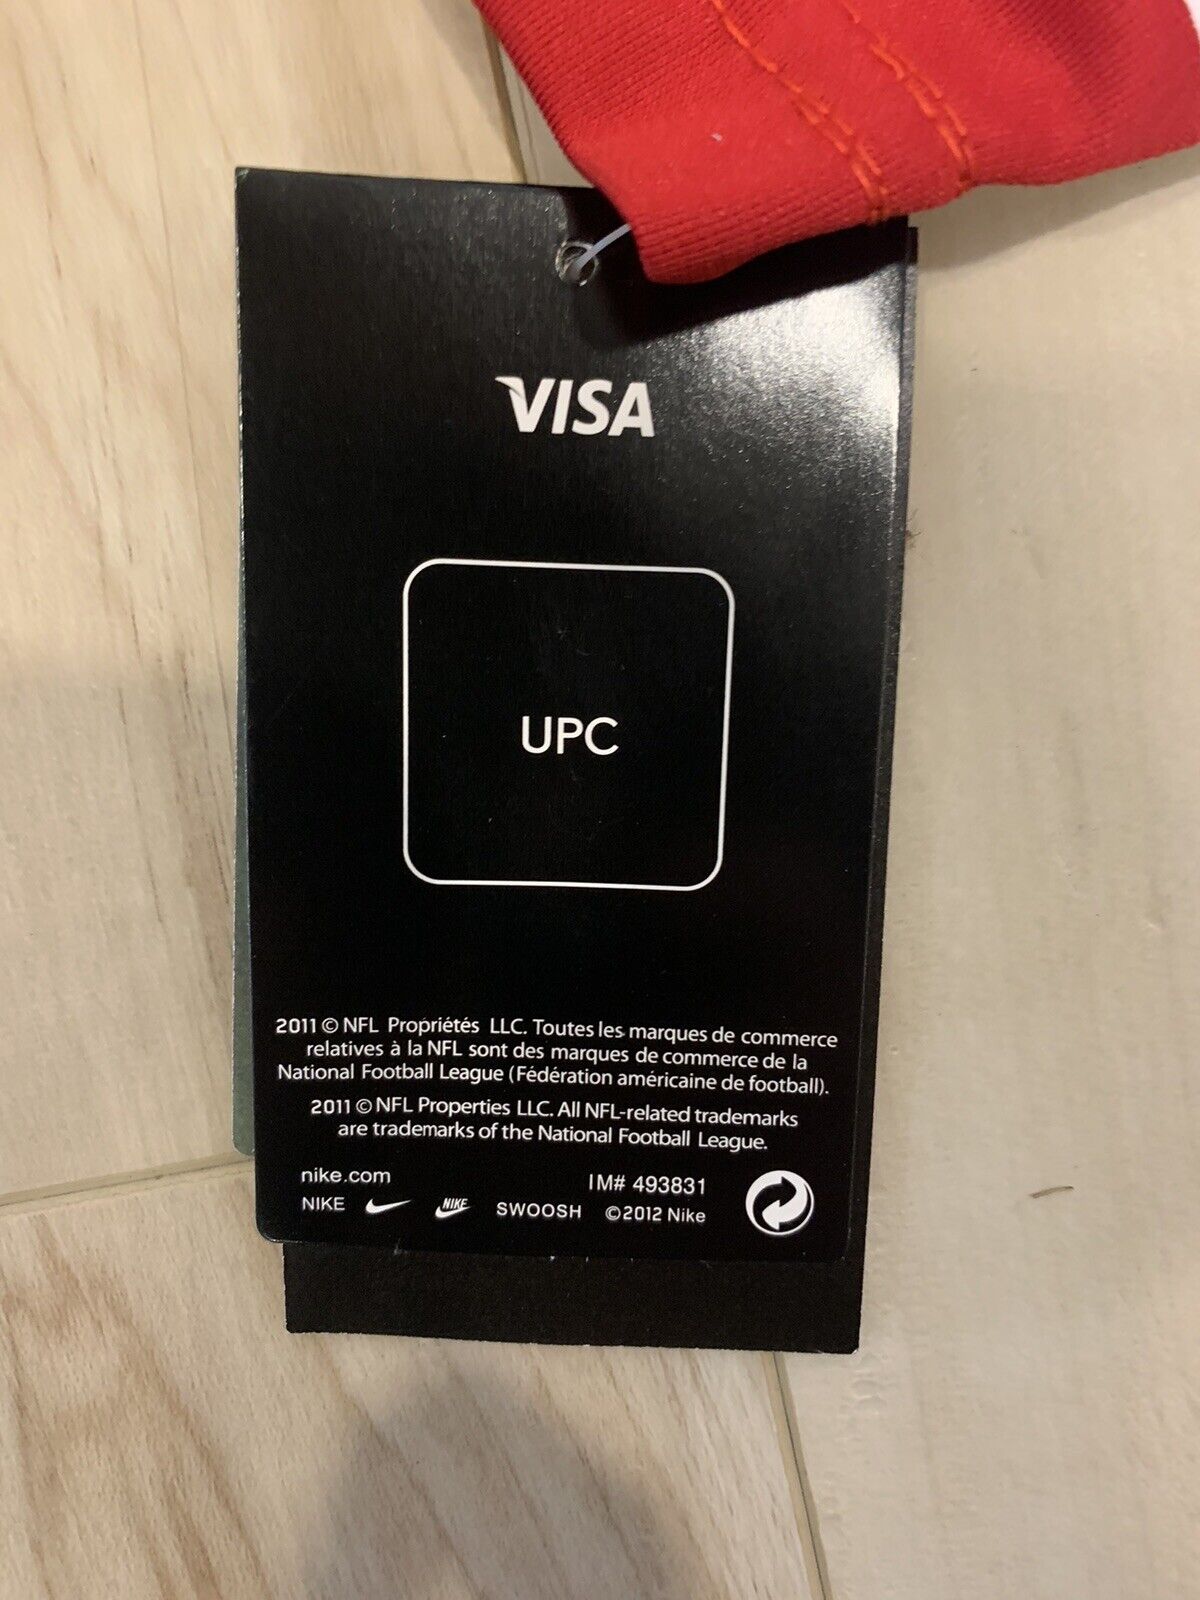 VISA
UPC
2011 © NFL Propriétés LLC. Toutes les marques de commerce
relatives à la NFL sont des marques de commerce de la
National Football League (Fédération américaine de football).
2011 © NFL Properties LLC. All NFL-related trademarks
are trademarks of the National Football League.
nike.com IM# 493831
NIKE NIKE SWOOSH ©2012 Nike